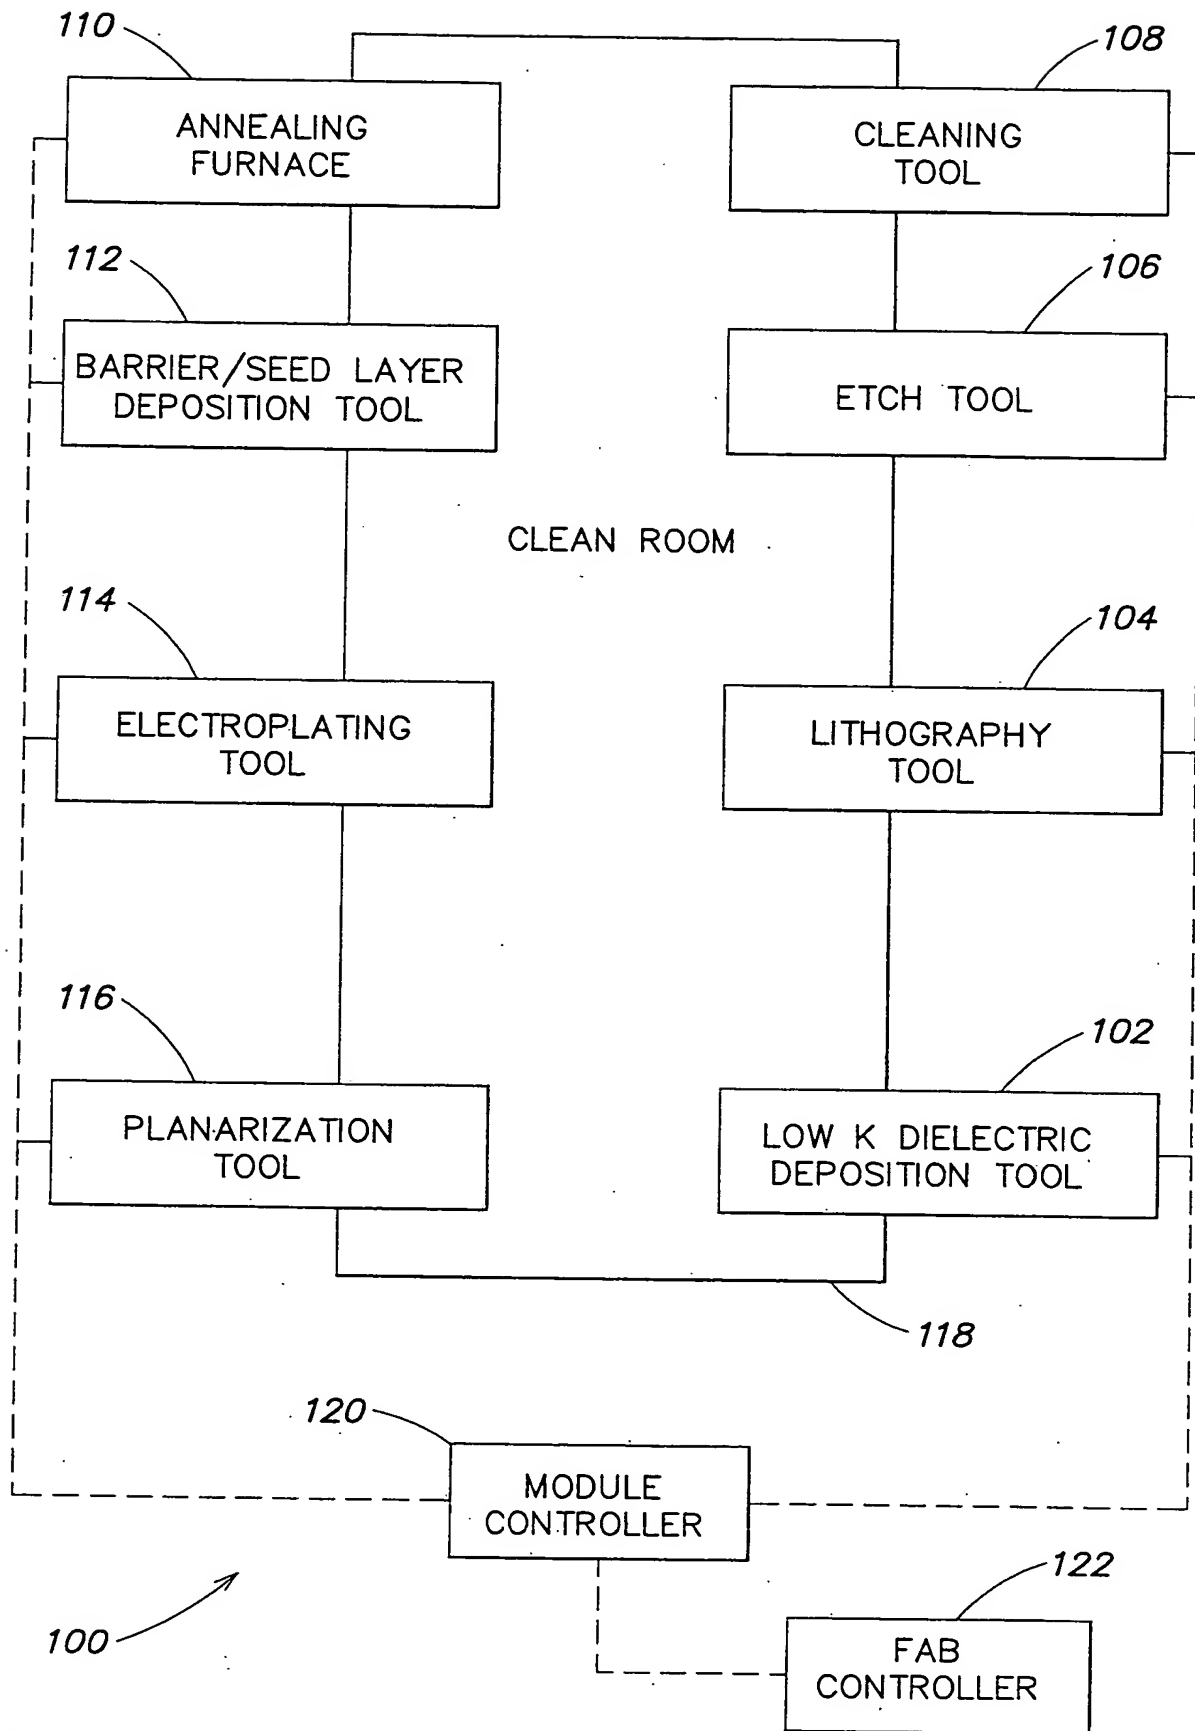 110
108
ANNEALING
FURNACE
CLEANING
TOOL
112
106
BARRIER/SEED LAYER
DEPOSITION TOOL
ETCH TOOL
CLEAN ROOM
114
104
ELECTROPLATING
TOOL
LITHOGRAPHY
TOOL
116
102
PLANARIZATION
TOOL
LOW K DIELECTRIC
DEPOSITION TOOL
118
120
MODULE
CONTROLLER
122
100
FAB
CONTROLLER